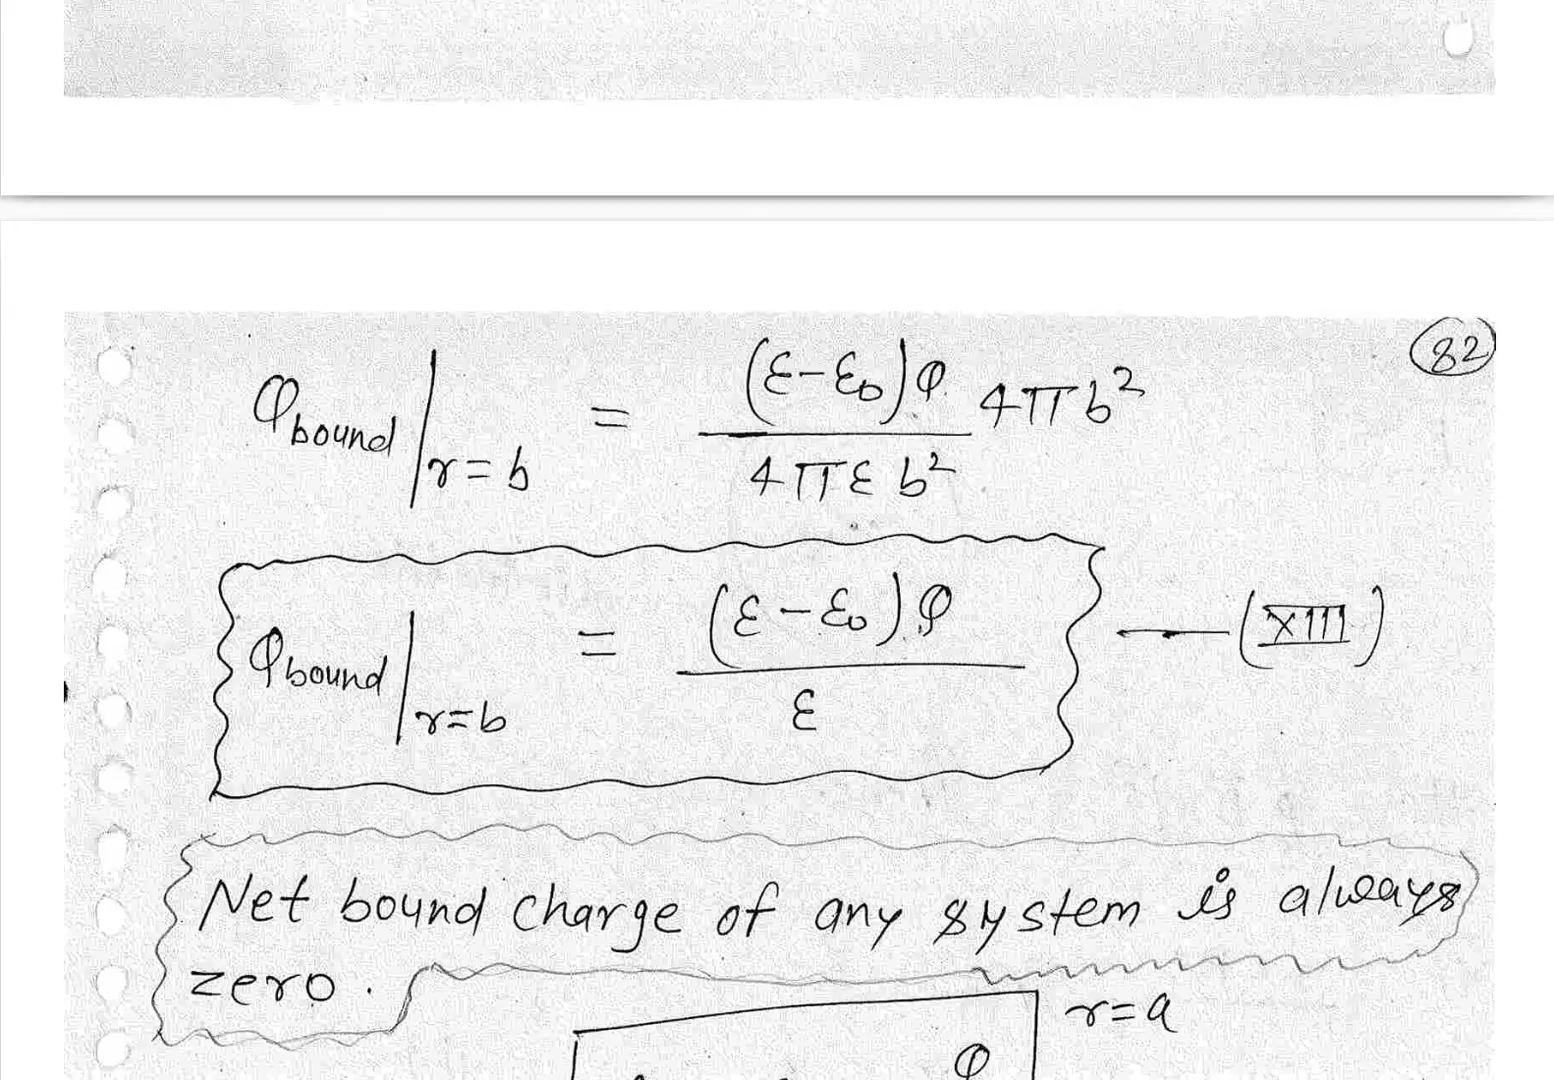 82
Qbound|r=b = (ε-ε₀)Q / 4πεb² 4πb²
Qbound|r=b = (ε-ε₀)Q / ε —(XIII)
Net bound charge of any system is always
zero.
r=a
Q